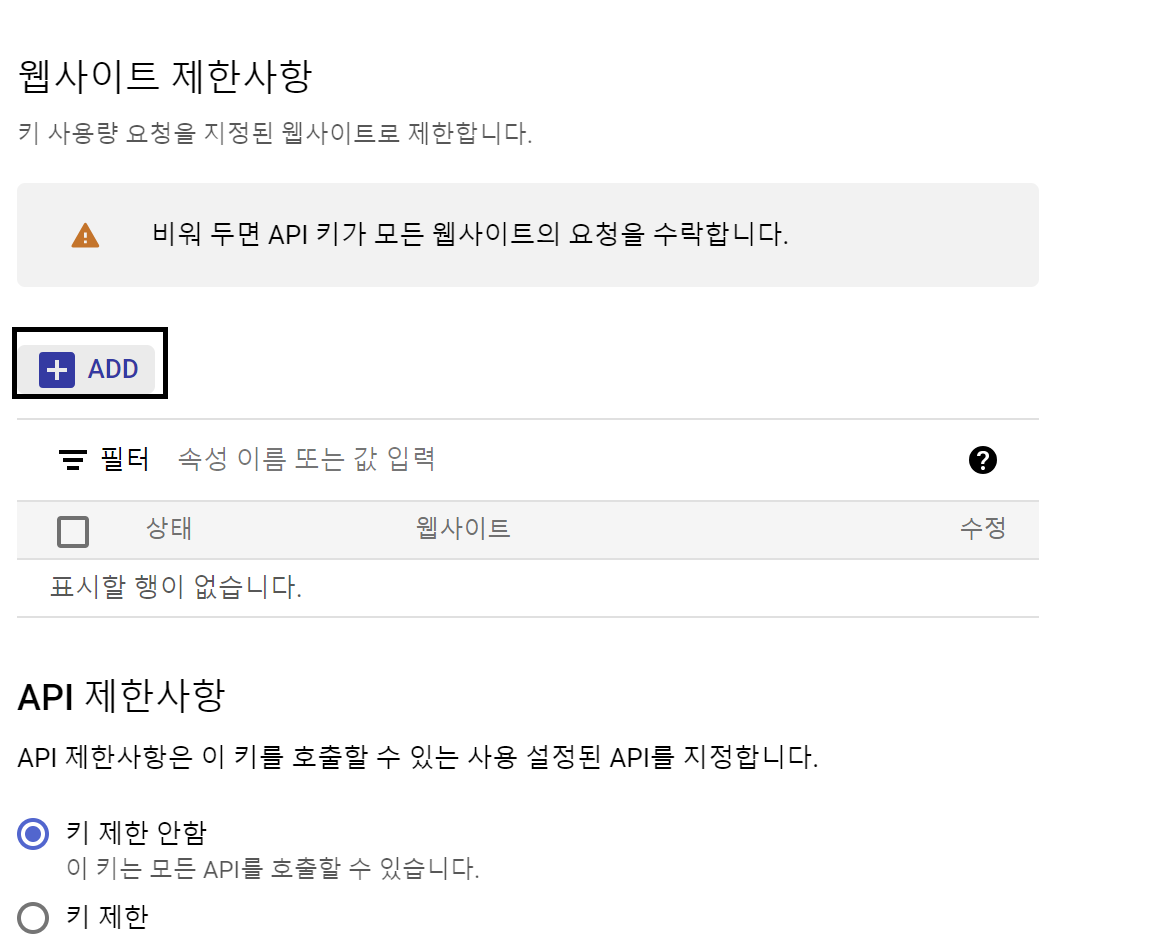 웹사이트 제한사항
키 사용량 요청을 지정된 웹사이트로 제한합니다.
비워 두면 API 키가 모든 웹사이트의 요청을 수락합니다.
ADD
필터 속성 이름 또는 값 입력
상태 웹사이트 수정
표시할 행이 없습니다.
API 제한사항
API 제한사항은 이 키를 호출할 수 있는 사용 설정된 API를 지정합니다.
키 제한 안함
이 키는 모든 API를 호출할 수 있습니다.
키 제한